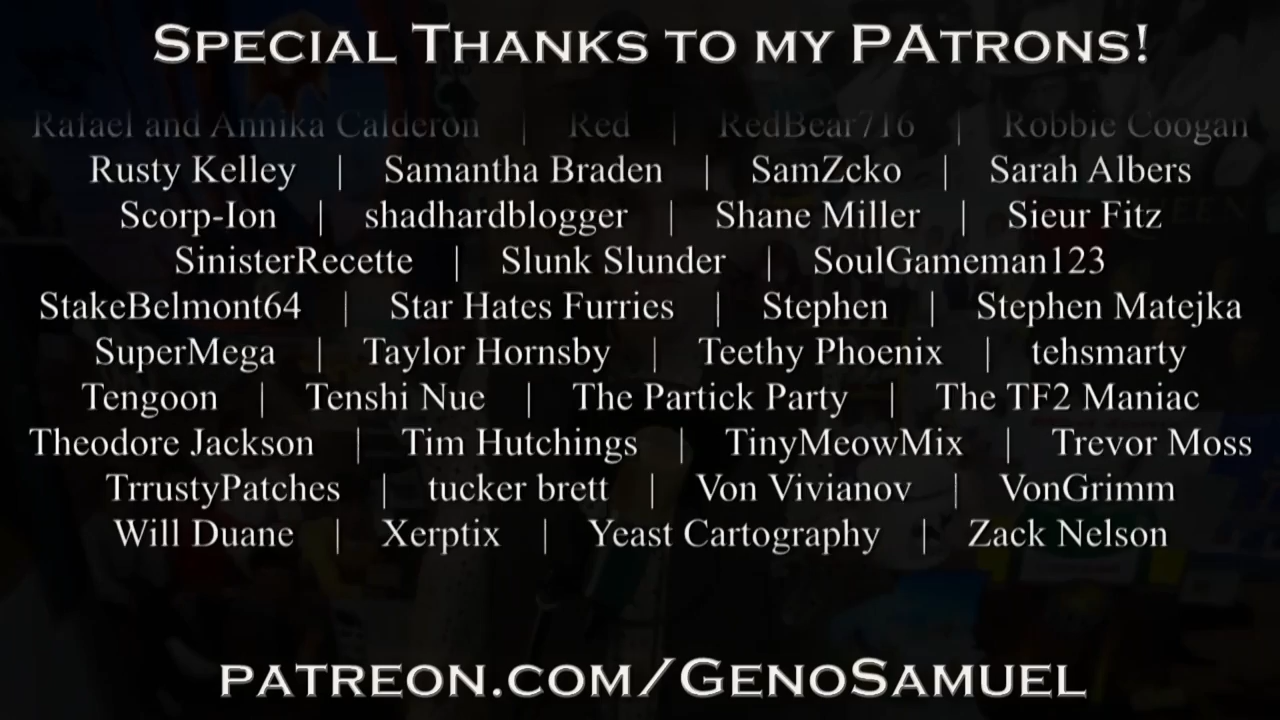 SPECIAL THANKS TO MY PATRONS!
Rafael and Annika Calderon | Red | RedBear716 | Robbie Coogan
Rusty Kelley | Samantha Braden | SamZcko | Sarah Albers
Scorp-Ion | shadhardblogger | Shane Miller | Sieur Fitz
SinisterRecette | Slunk Slunder | SoulGameman123
StakeBelmont64 | Star Hates Furries | Stephen | Stephen Matejka
SuperMega | Taylor Hornsby | Teethy Phoenix | tehsmarty
Tengoon | Tenshi Nue | The Partick Party | The TF2 Maniac
Theodore Jackson | Tim Hutchings | TinyMeowMix | Trevor Moss
TrrustyPatches | tucker brett | Von Vivianov | VonGrimm
Will Duane | Xerptix | Yeast Cartography | Zack Nelson
PATREON.COM/GENOSAMUEL